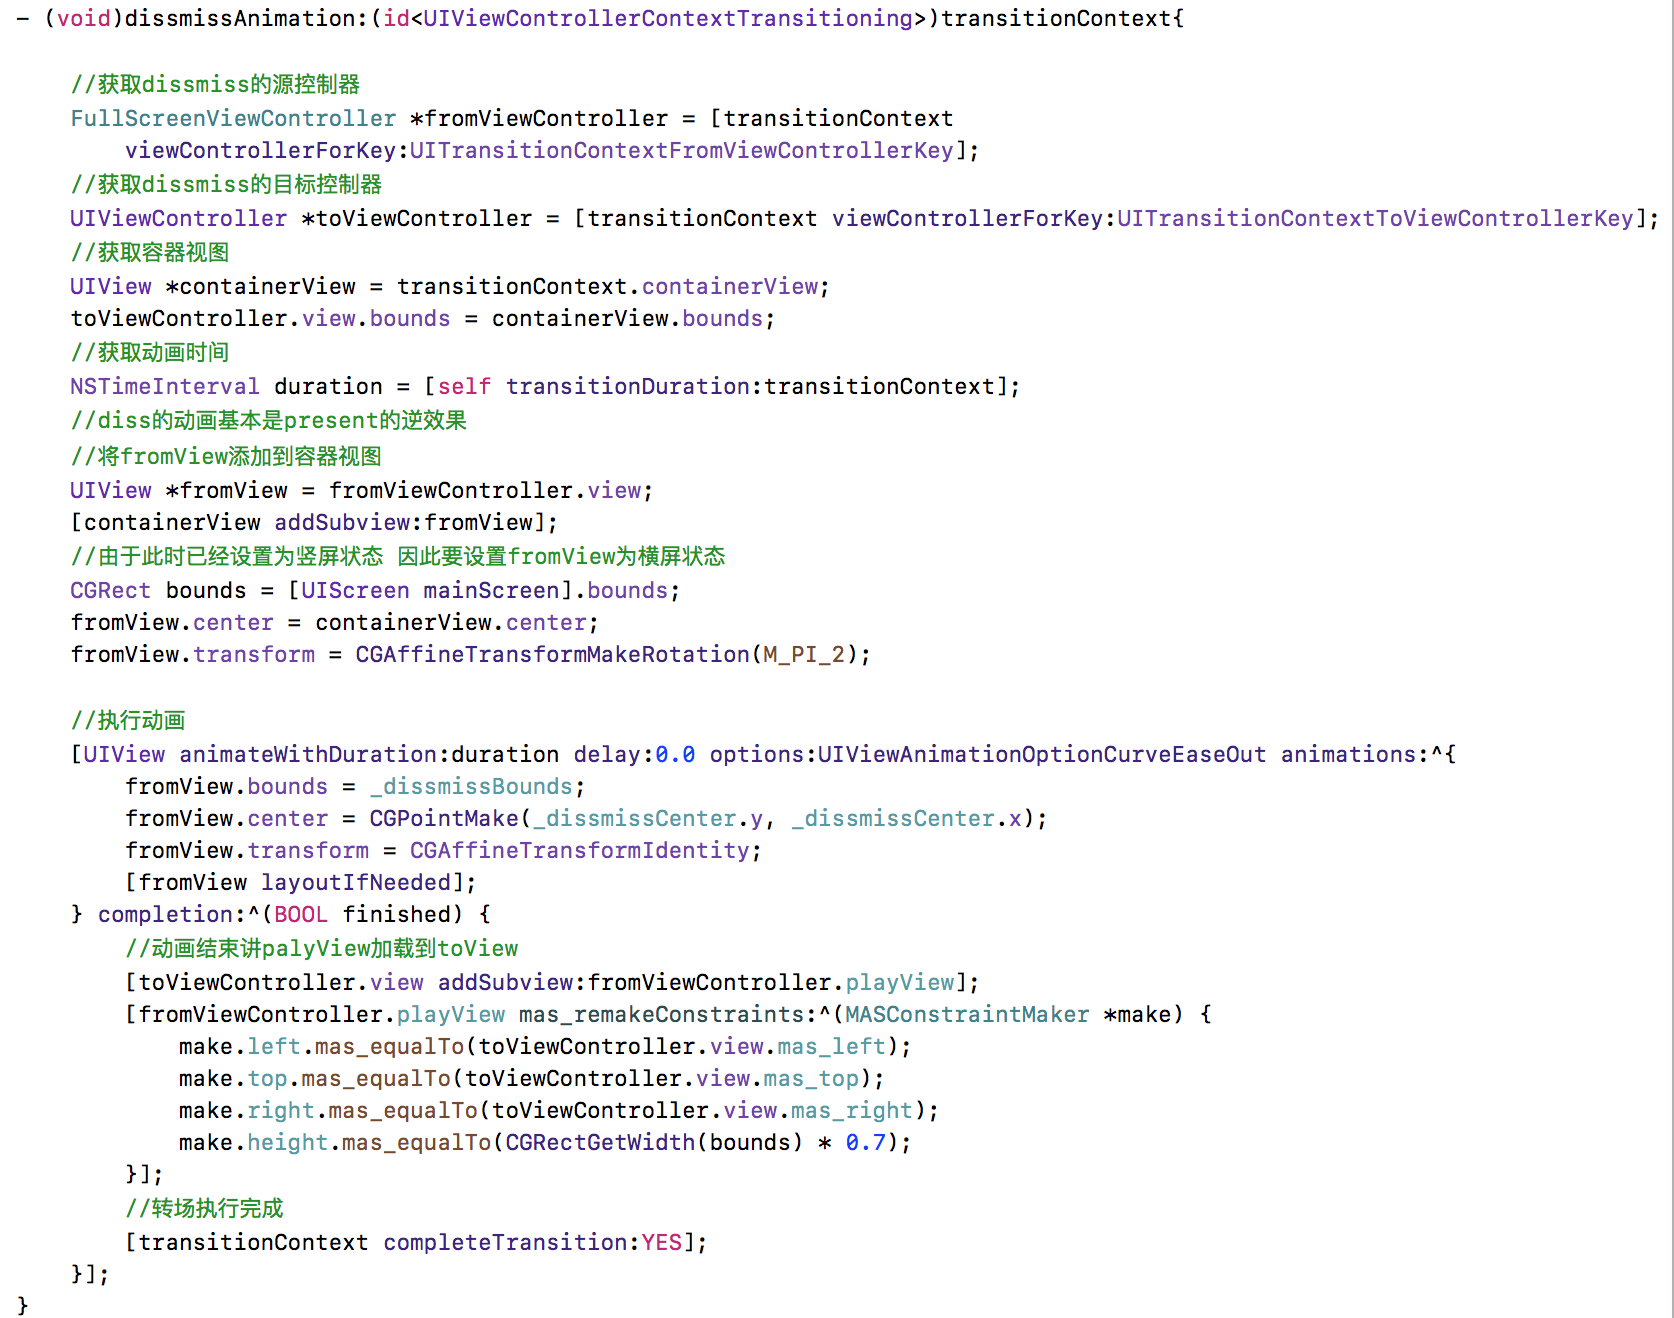 - (void)dissmissAnimation:(id<UIViewControllerContextTransitioning>)transitionContext{
//获取dissmiss的源控制器
FullScreenViewController *fromViewController = [transitionContext
viewControllerForKey:UITransitionContextFromViewControllerKey];
//获取dissmiss的目标控制器
UIViewController *toViewController = [transitionContext viewControllerForKey:UITransitionContextToViewControllerKey];
//获取容器视图
UIView *containerView = transitionContext.containerView;
toViewController.view.bounds = containerView.bounds;
//获取动画时间
NSTimeInterval duration = [self transitionDuration:transitionContext];
//diss的动画基本是present的逆效果
//将fromView添加到容器视图
UIView *fromView = fromViewController.view;
[containerView addSubview:fromView];
//由于此时已经设置为竖屏状态 因此要设置fromView为横屏状态
CGRect bounds = [UIScreen mainScreen].bounds;
fromView.center = containerView.center;
fromView.transform = CGAffineTransformMakeRotation(M_PI_2);
//执行动画
[UIView animateWithDuration:duration delay:0.0 options:UIViewAnimationOptionCurveEaseOut animations:^{
fromView.bounds = _dissmissBounds;
fromView.center = CGPointMake(_dissmissCenter.y, _dissmissCenter.x);
fromView.transform = CGAffineTransformIdentity;
[fromView layoutIfNeeded];
} completion:^(BOOL finished) {
//动画结束讲palyView加载到toView
[toViewController.view addSubview:fromViewController.playView];
[fromViewController.playView mas_remakeConstraints:^(MASConstraintMaker *make) {
make.left.mas_equalTo(toViewController.view.mas_left);
make.top.mas_equalTo(toViewController.view.mas_top);
make.right.mas_equalTo(toViewController.view.mas_right);
make.height.mas_equalTo(CGRectGetWidth(bounds) * 0.7);
}];
//转场执行完成
[transitionContext completeTransition:YES];
}];
}